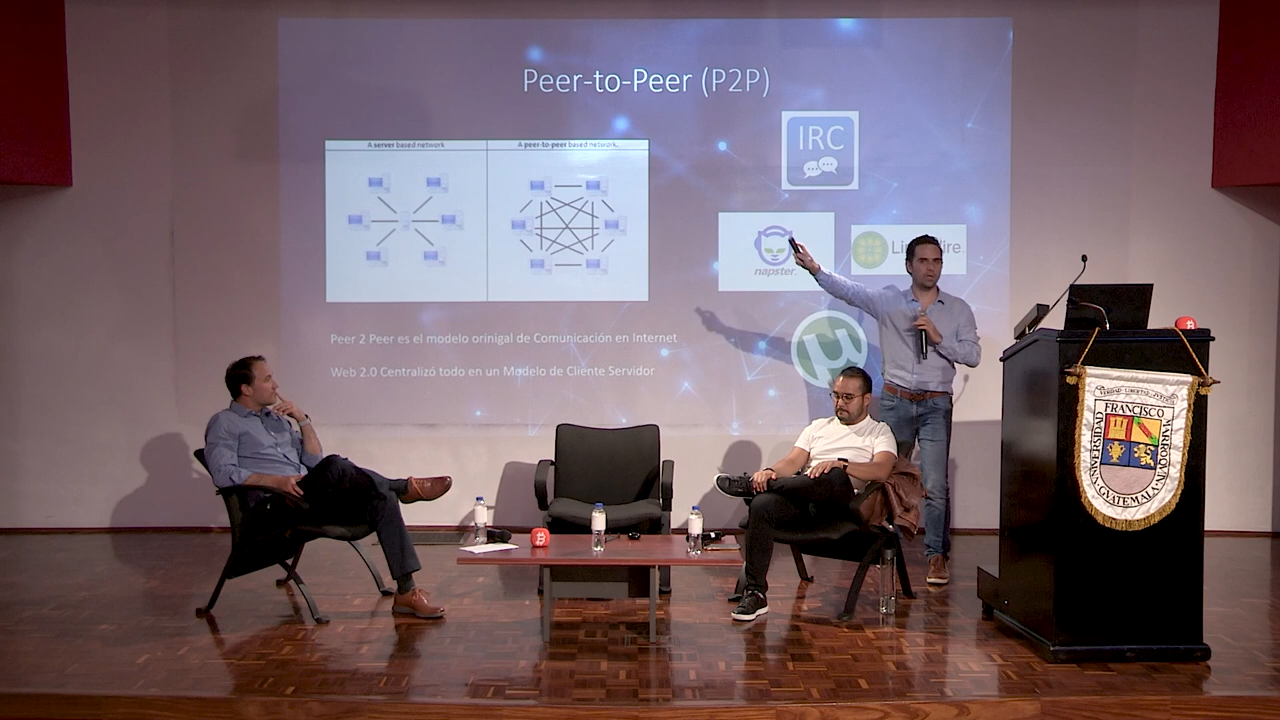 Peer-to-Peer (P2P)
A server based network
A peer-to-peer based network.
IRC
napster.
Peer 2 Peer es el modelo orinigal de Comunicación en Internet
Web 2.0 Centralizó todo en un Modelo de Cliente Servidor
UNIVERSIDAD
FRANCISCO
MARROQUIN
GUATEMALA